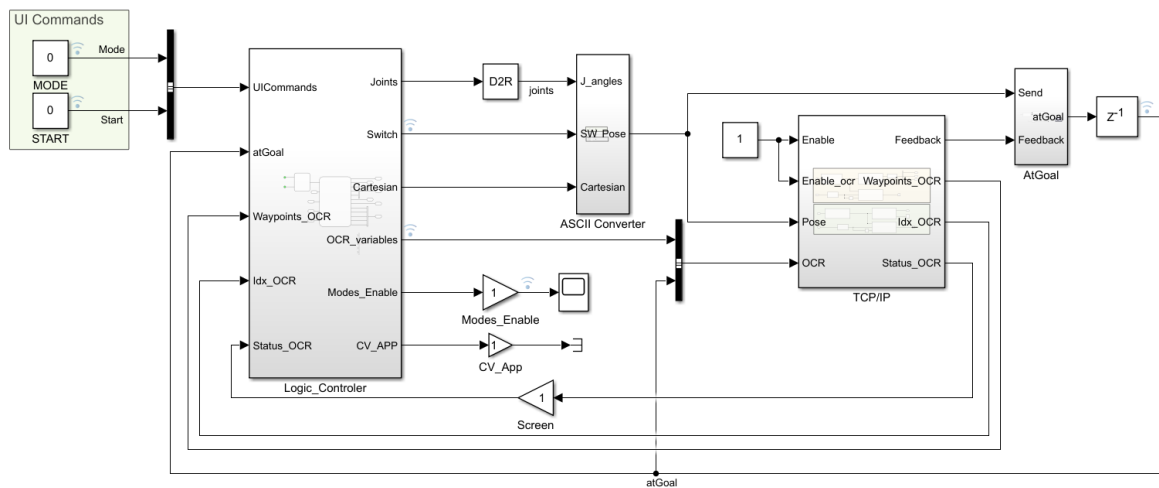 UI Commands
0
Mode
MODE
0
Start
START
UICommands
atGoal
Waypoints_OCR
Idx_OCR
Status_OCR
Joints
Switch
Cartesian
OCR_variables
Modes_Enable
CV_APP
Logic_Controler
D2R
joints
J_angles
SW_Pose
Cartesian
ASCII Converter
1
Modes_Enable
1
CV_App
1
Screen
1
Enable
Enable_ocr
Pose
OCR
Feedback
Waypoints_OCR
Idx_OCR
Status_OCR
TCP/IP
Send
atGoal
Feedback
AtGoal
z-1
atGoal